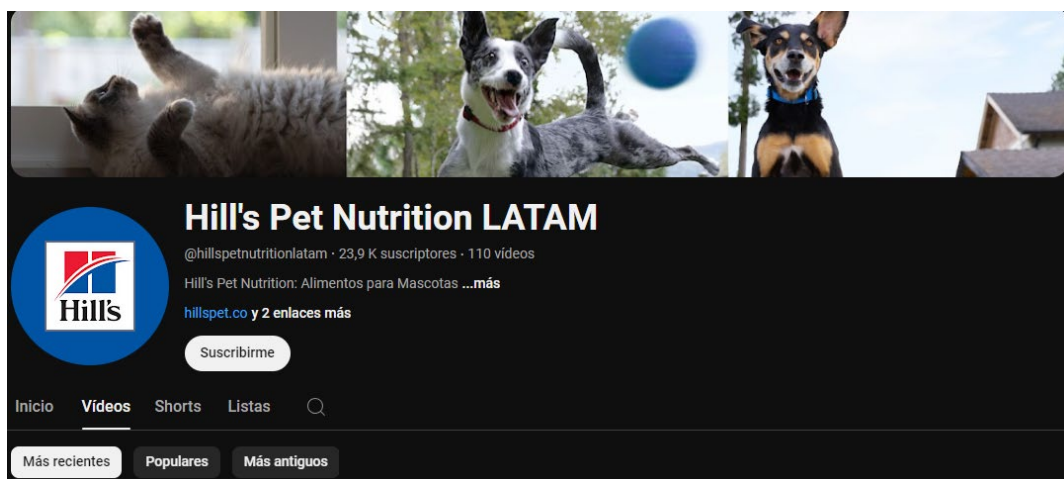 Hill's Pet Nutrition LATAM
@hillspetnutritionlatam · 23,9 K suscriptores · 110 vídeos
Hill's Pet Nutrition: Alimentos para Mascotas ...más
hillspet.co y 2 enlaces más
Hill's
Suscribirme
Inicio Vídeos Shorts Listas
Más recientes Populares Más antiguos